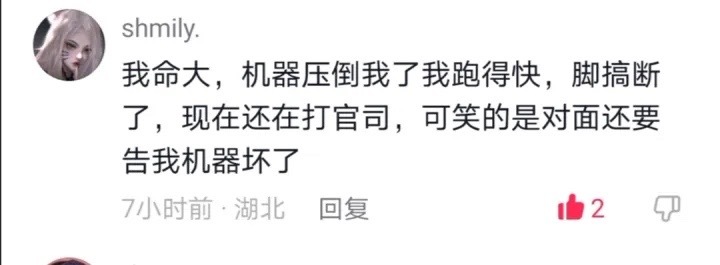 shmily.
我命大，机器压倒我了我跑得快，脚搞断
了，现在还在打官司，可笑的是对面还要
告我机器坏了
7小时前 · 湖北 回复 2